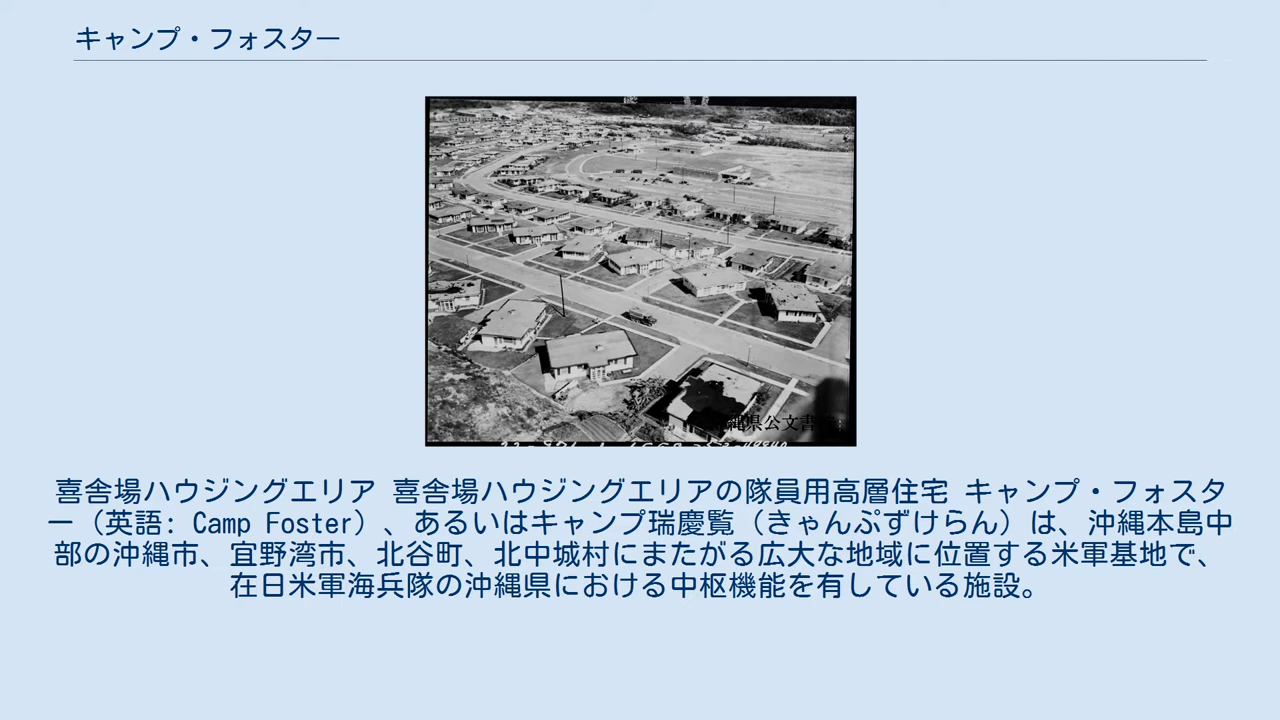 キャンプ・フォスター
縄県公文書
喜舎場ハウジングエリア 喜舎場ハウジングエリアの隊員用高層住宅 キャンプ・フォスタ
ー（英語: Camp Foster）、あるいはキャンプ瑞慶覧（きゃんぷずけらん）は、沖縄本島中
部の沖縄市、宜野湾市、北谷町、北中城村にまたがる広大な地域に位置する米軍基地で、
在日米軍海兵隊の沖縄県における中枢機能を有している施設。